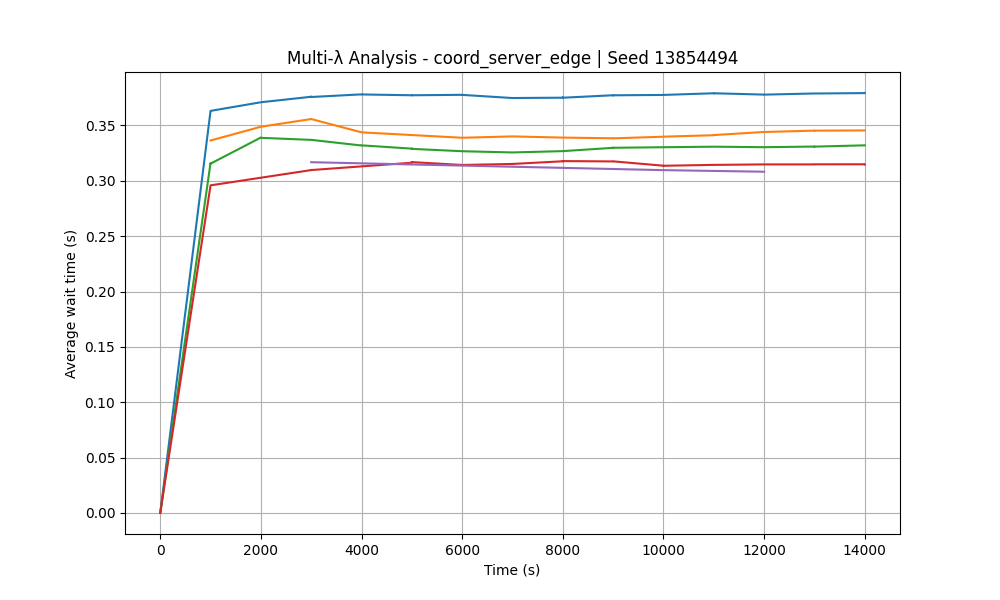 Multi-λ Analysis - coord_server_edge | Seed 13854494
Average wait time (s)
0.35
0.30
0.25
0.20
0.15
0.10
0.05
0.00
0 2000 4000 6000 8000 10000 12000 14000
Time (s)